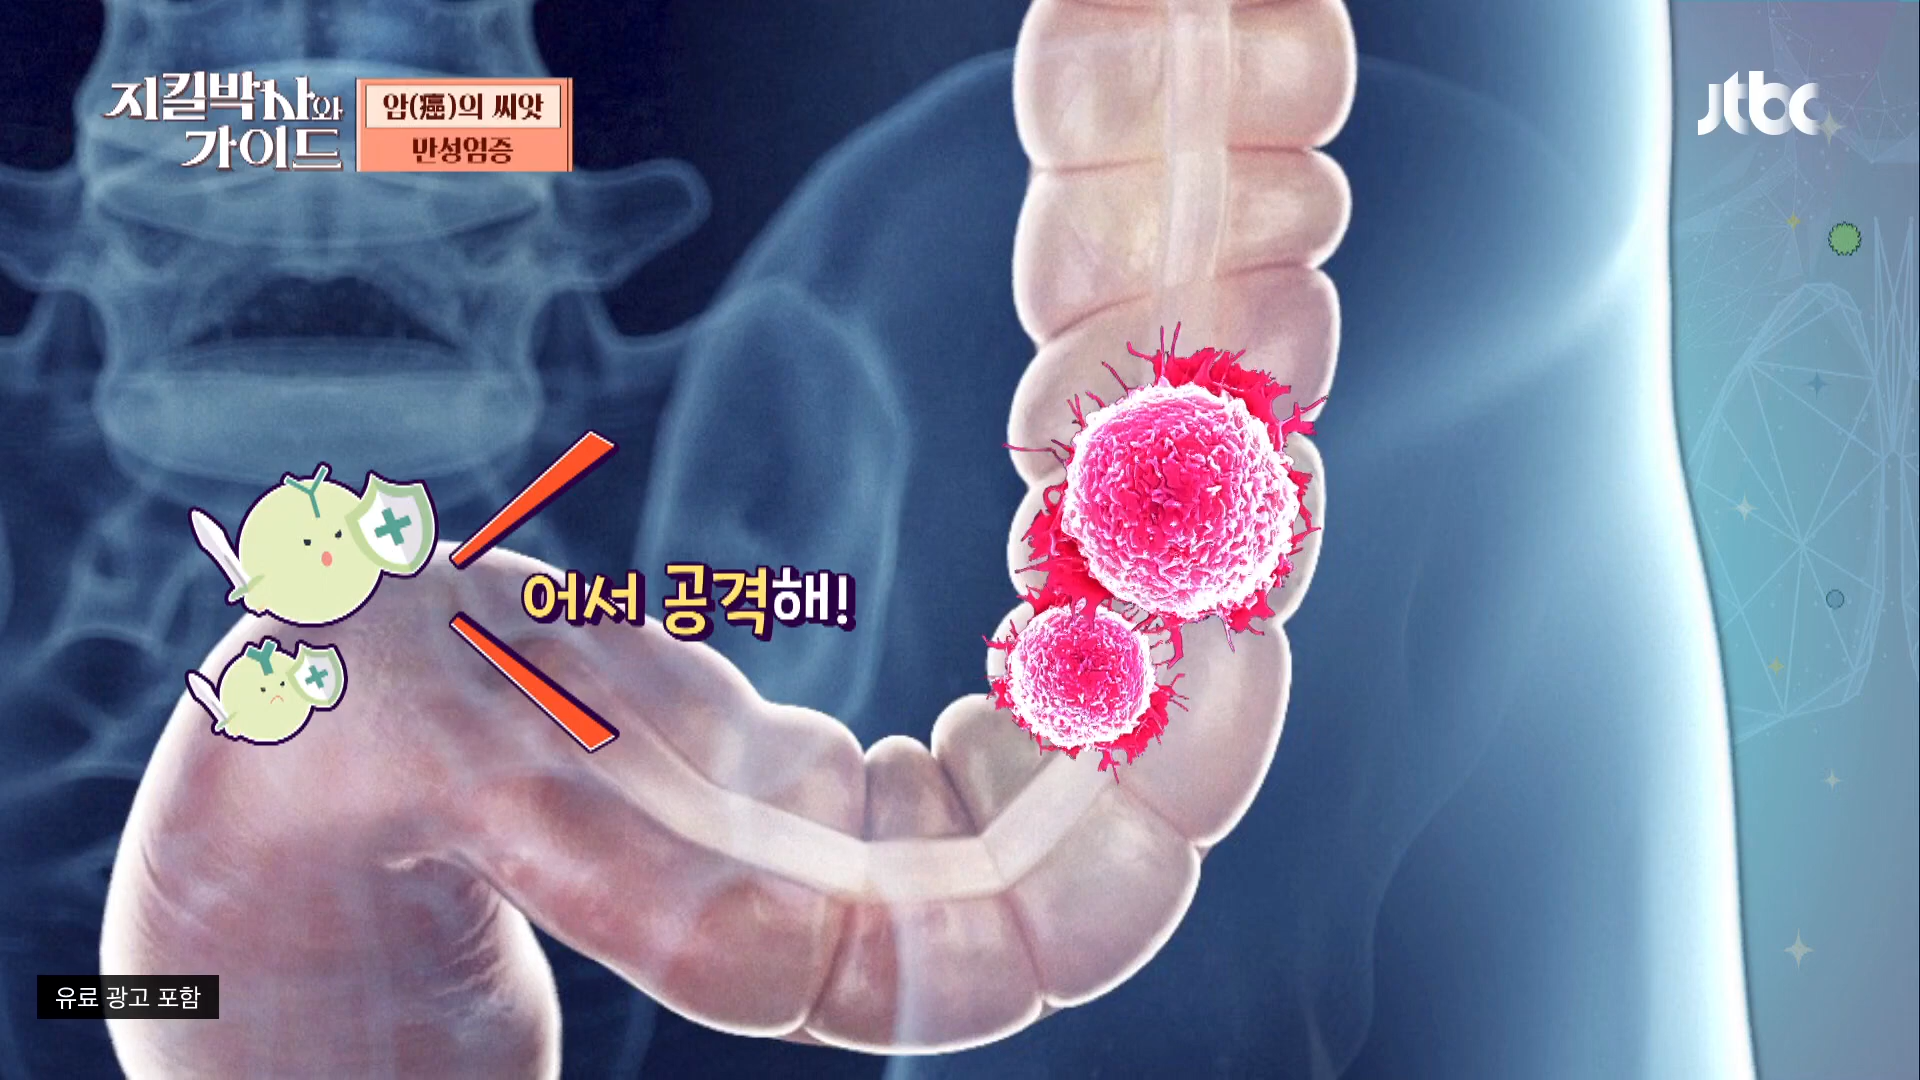 지킬박사와
가이드
암(癌)의 씨앗
만성염증
jtbc
어서 공격해!
유료 광고 포함